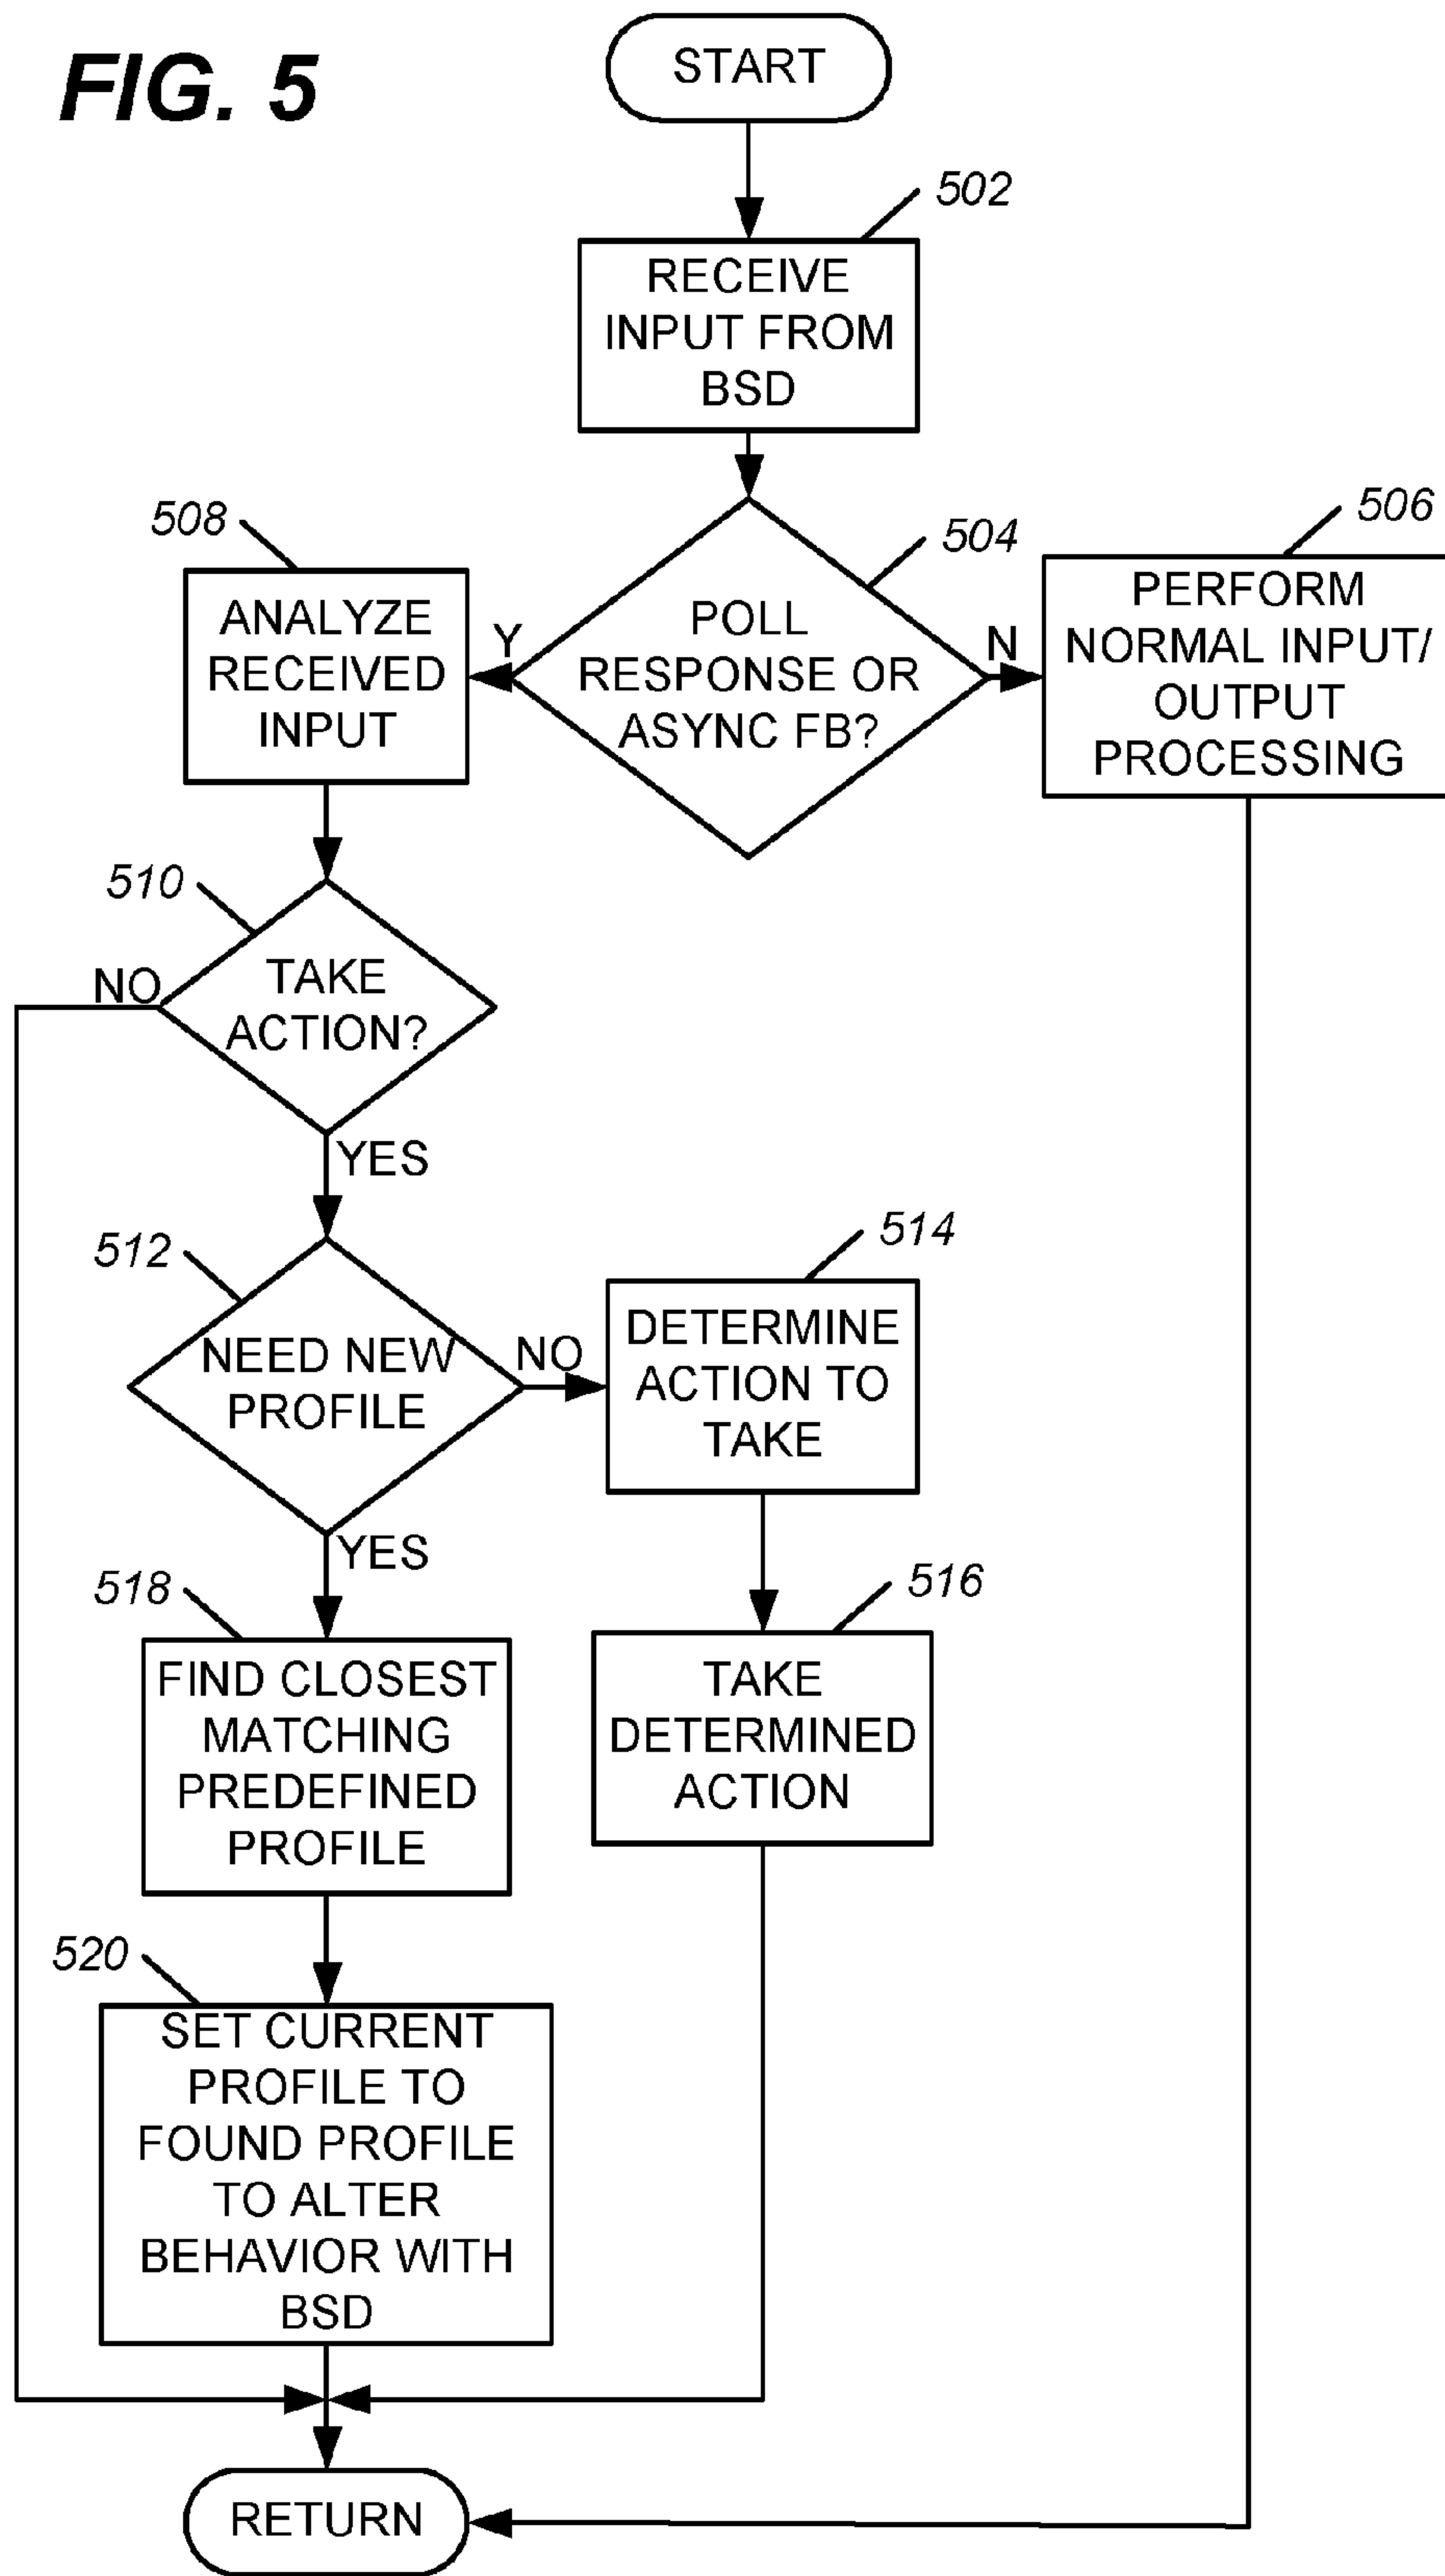 FIG. 5
START
502
RECEIVE
INPUT FROM
BSD
504
POLL
RESPONSE OR
ASYNC FB?
Y
N
506
PERFORM
NORMAL INPUT/
OUTPUT
PROCESSING
508
ANALYZE
RECEIVED
INPUT
510
TAKE
ACTION?
NO
YES
512
NEED NEW
PROFILE
NO
YES
514
DETERMINE
ACTION TO
TAKE
516
TAKE
DETERMINED
ACTION
518
FIND CLOSEST
MATCHING
PREDEFINED
PROFILE
520
SET CURRENT
PROFILE TO
FOUND PROFILE
TO ALTER
BEHAVIOR WITH
BSD
RETURN